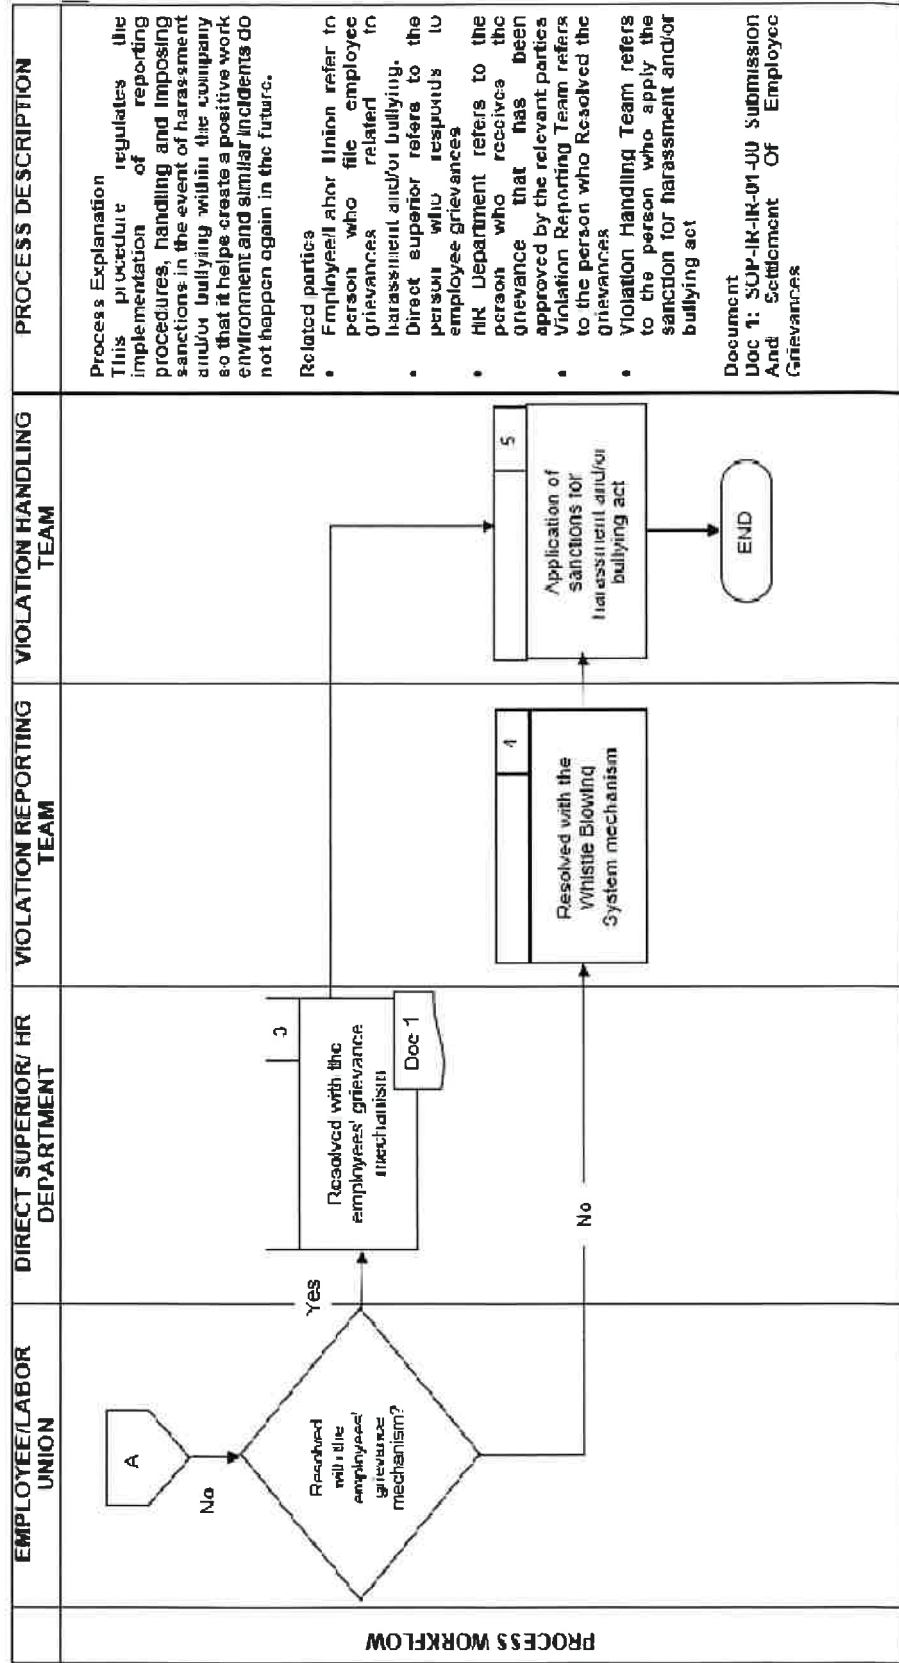 EMPLOYEE/LABOR
UNION
DIRECT SUPERIOR/ HR
DEPARTMENT
VIOLATION REPORTING
TEAM
VIOLATION HANDLING
TEAM
PROCESS DESCRIPTION
PROCESS WORKFLOW
A
No
Resolved
with the
employees'
grievance
mechanism?
Yes
No
3
Resolved with the
employees' grievance
mechanism
Doc 1
4
Resolved with the
Whistle Blowing
System mechanism
5
Application of
sanctions for
harassment and/or
bullying act
END
Process Explanation
This procedure regulates the
implementation of reporting
procedures, handling and imposing
sanctions in the event of harassment
and/or bullying within the company
so that it helps create a positive work
environment and similar incidents do
not happen again in the future.
Related parties
• Employee/Labor Union refer to
person who file employee
grievances related to
harassment and/or bullying.
• Direct superior refers to the
person who responds to
employee grievances
• HR Department refers to the
person who receives the
grievance that has been
approved by the relevant parties
• Violation Reporting Team refers
to the person who Resolved the
grievances
• Violation Handling Team refers
to the person who apply the
sanction for harassment and/or
bullying act
Document
Doc 1: SOP-IR-IR-01-00 Submission
And Settlement Of Employee
Grievances